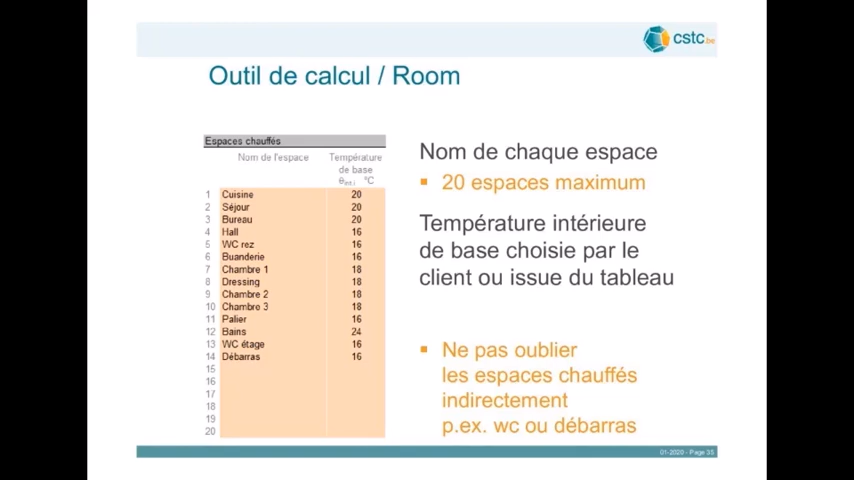 cstc.be
Outil de calcul / Room
Espaces chauffés
Nom de l'espace Température
de base
θint,i °C
1 Cuisine 20
2 Séjour 20
3 Bureau 20
4 Hall 16
5 WC rez 16
6 Buanderie 16
7 Chambre 1 18
8 Dressing 18
9 Chambre 2 18
10 Chambre 3 18
11 Palier 16
12 Bains 24
13 WC étage 16
14 Débarras 16
15
16
17
18
19
20
Nom de chaque espace
20 espaces maximum
Température intérieure
de base choisie par le
client ou issue du tableau
Ne pas oublier
les espaces chauffés
indirectement
p.ex. wc ou débarras
01-2020 - Page 35